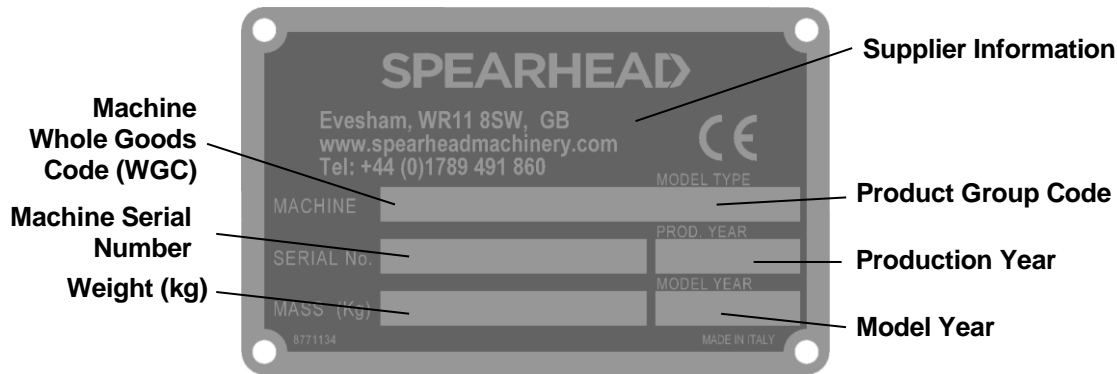 SPEARHEAD
Evesham, WR11 8SW, GB
www.spearheadmachinery.com
Tel: +44 (0)1789 491 860
CE
MODEL TYPE
MACHINE
PROD. YEAR
SERIAL No.
MODEL YEAR
MASS (Kg)
8771134
MADE IN ITALY
Machine
Whole Goods
Code (WGC)
Machine Serial
Number
Weight (kg)
Supplier Information
Product Group Code
Production Year
Model Year